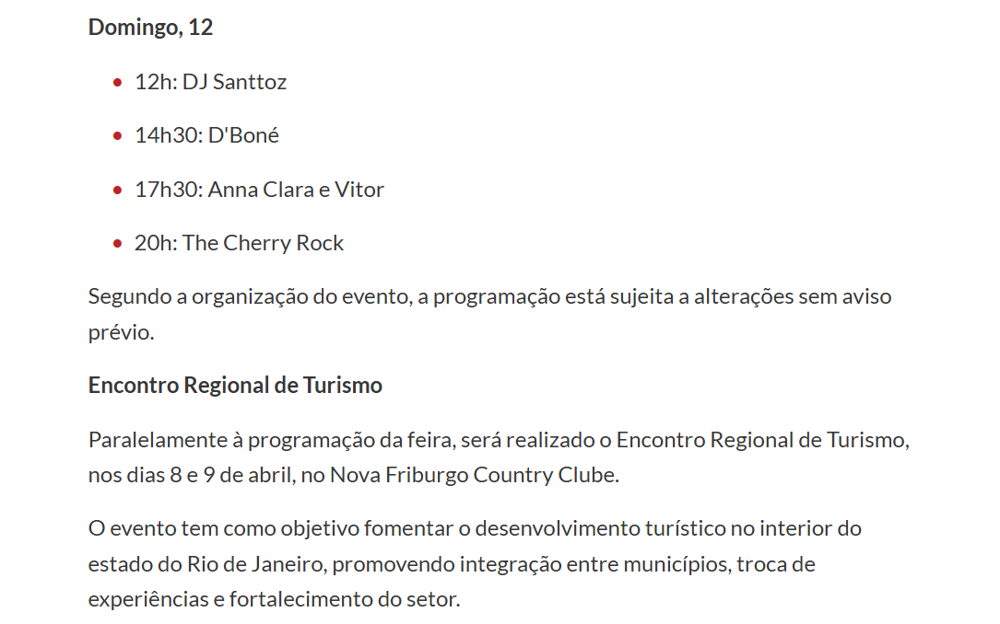 Domingo, 12
12h: DJ Santtoz
14h30: D'Boné
17h30: Anna Clara e Vitor
20h: The Cherry Rock
Segundo a organização do evento, a programação está sujeita a alterações sem aviso
prévio.
Encontro Regional de Turismo
Paralelamente à programação da feira, será realizado o Encontro Regional de Turismo,
nos dias 8 e 9 de abril, no Nova Friburgo Country Clube.
O evento tem como objetivo fomentar o desenvolvimento turístico no interior do
estado do Rio de Janeiro, promovendo integração entre municípios, troca de
experiências e fortalecimento do setor.